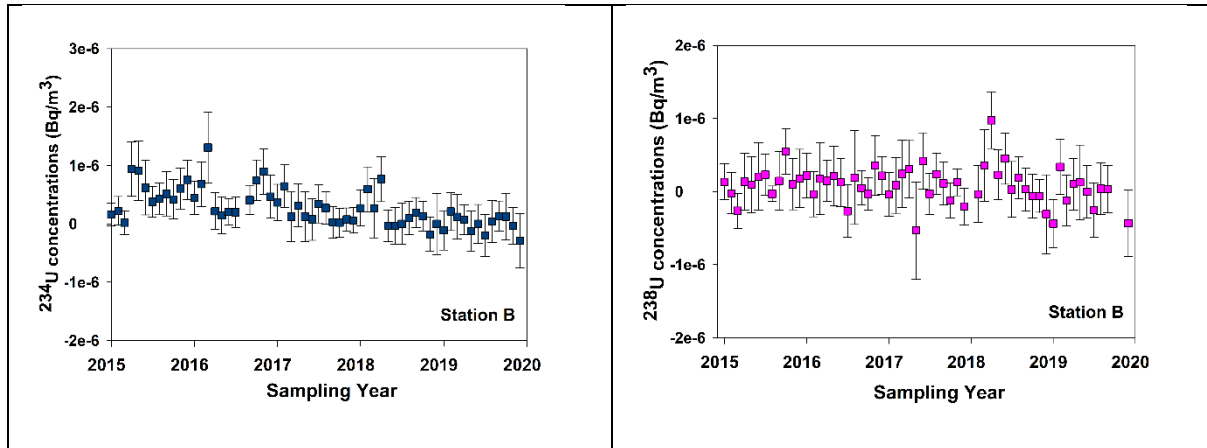 3e-6
2e-6
1e-6
0
-1e-6
-2e-6
²³⁴U concentrations (Bq/m³)
Station B
2015 2016 2017 2018 2019 2020
Sampling Year
2e-6
1e-6
0
-1e-6
-2e-6
²³⁸U concentrations (Bq/m³)
Station B
2015 2016 2017 2018 2019 2020
Sampling Year